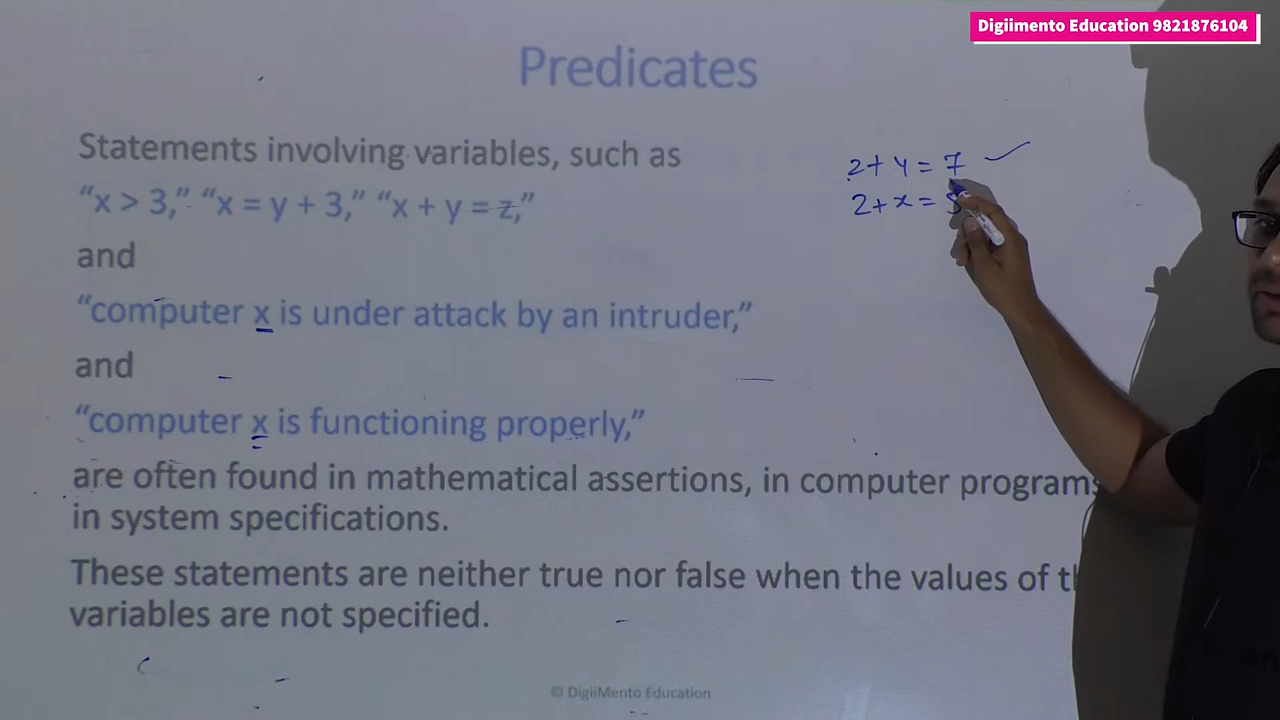 Digiimento Education 9821876104
Predicates
Statements involving variables, such as
“x > 3,” “x = y + 3,” “x + y = z,”
2 + 4 = 7
2 + x =
and
“computer x is under attack by an intruder,”
and
“computer x is functioning properly,”
are often found in mathematical assertions, in computer programs
in system specifications.
These statements are neither true nor false when the values of
variables are not specified.
© DigiiMento Education